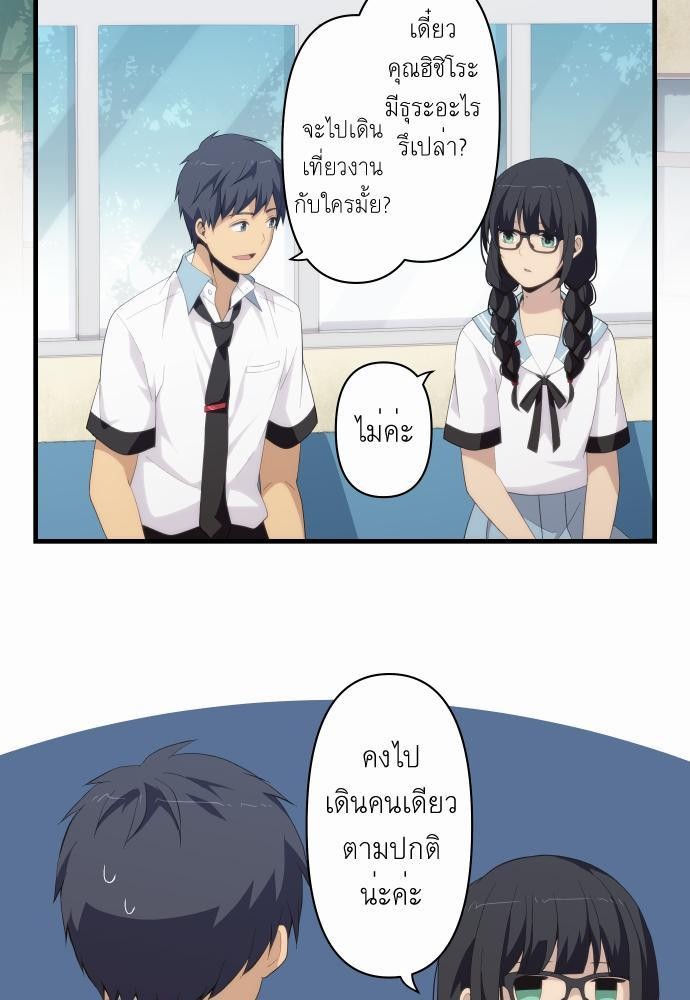 เดี๋ยว
คุณฮิชิโระ
มีธุระอะไร
รึเปล่า?
จะไปเดิน
เที่ยวงาน
กับใครมั้ย?
ไม่ค่ะ
คงไป
เดินคนเดียว
ตามปกติ
น่ะค่ะ